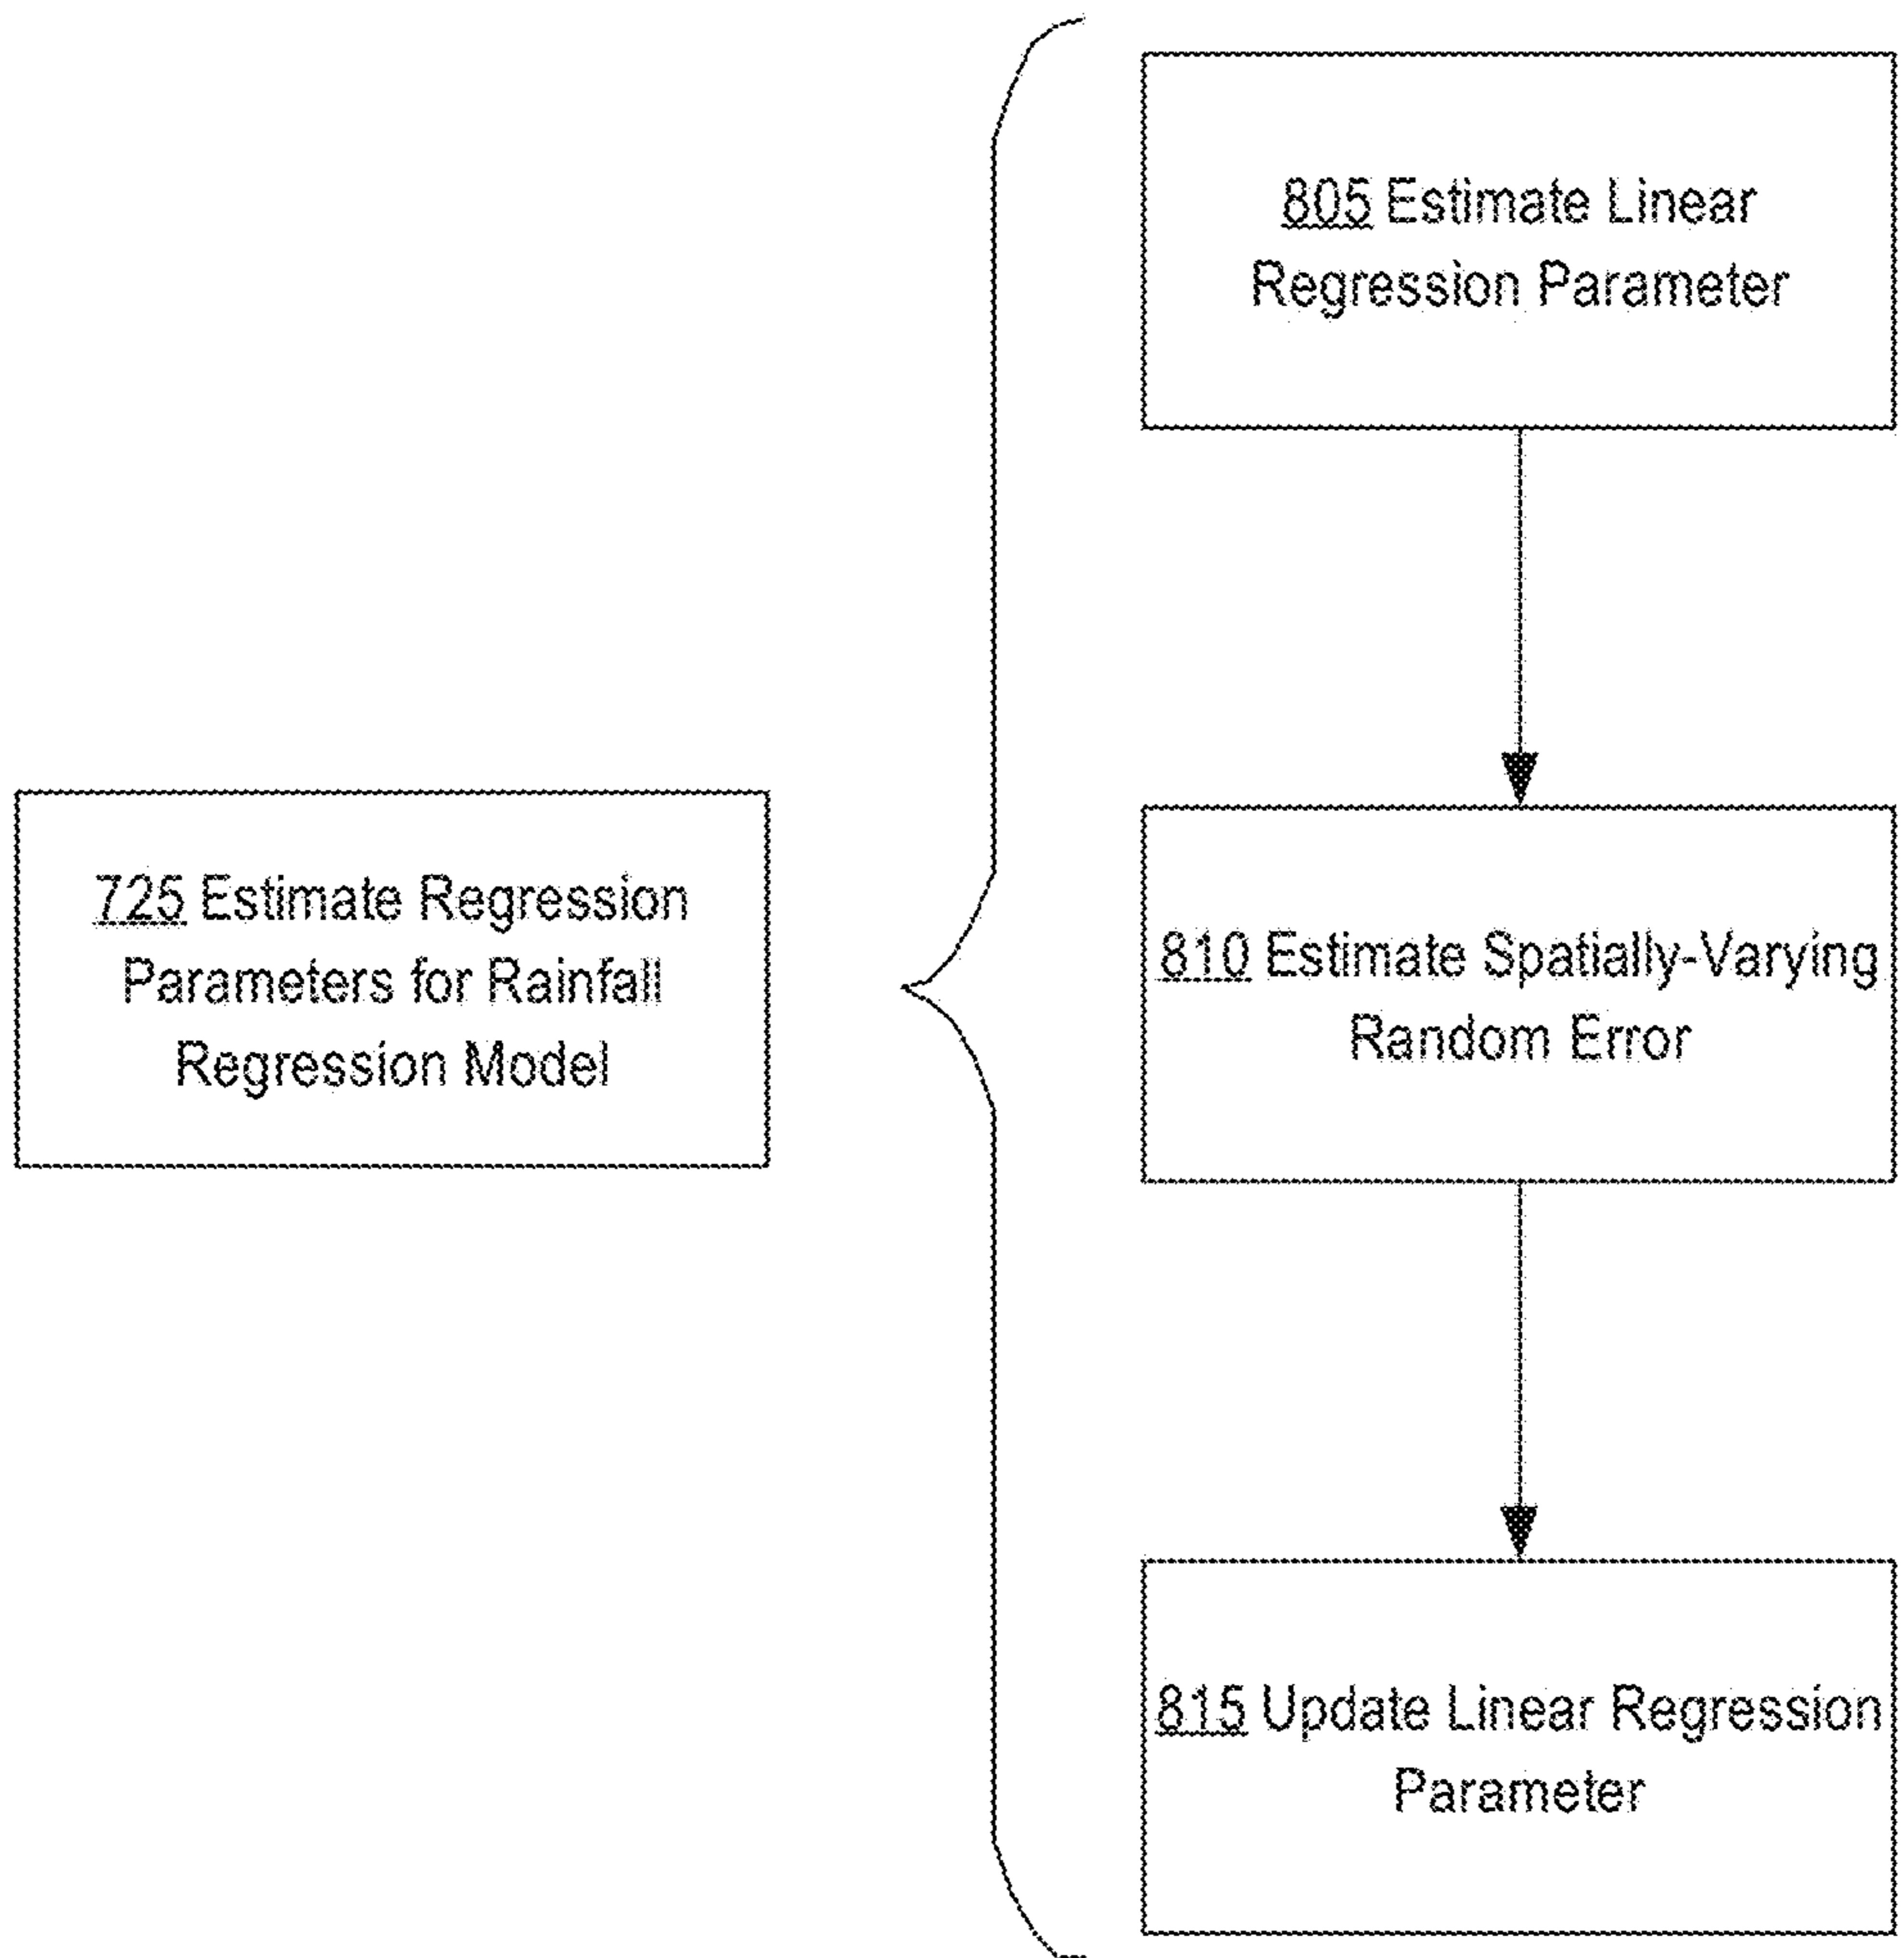 805 Estimate Linear
Regression Parameter
725 Estimate Regression
Parameters for Rainfall
Regression Model
810 Estimate Spatially-Varying
Random Error
815 Update Linear Regression
Parameter